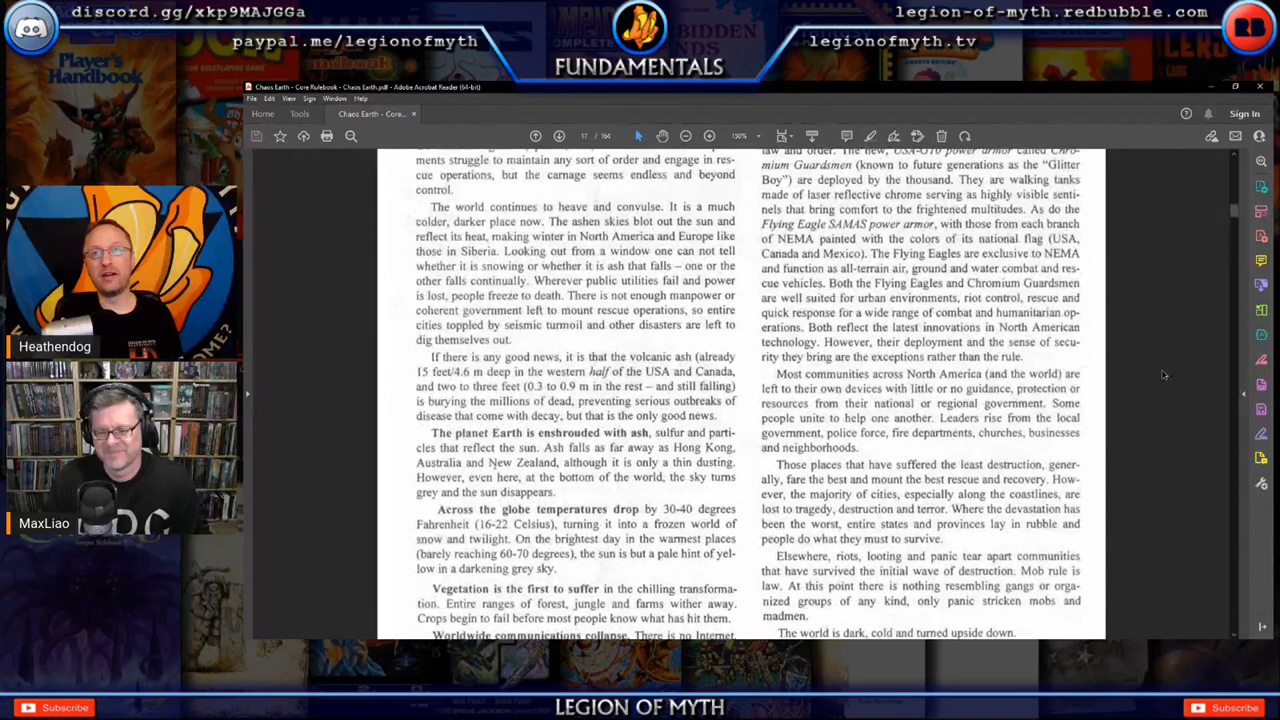 discord.gg/xkp9MAJGGa
paypal.me/legionofmyth
FUNDAMENTALS
legion-of-myth.redbubble.com
legionofmyth.tv
RB
Player's
Handbook
Chaos Earth - Core Rulebook - Chaos Earth.pdf - Adobe Acrobat Reader (64-bit)
File Edit View Sign Window Help
Home Tools Chaos Earth - Core... × Sign In
17 / 164 150%
ments struggle to maintain any sort of order and engage in res-
cue operations, but the carnage seems endless and beyond
control.
The world continues to heave and convulse. It is a much
colder, darker place now. The ashen skies blot out the sun and
reflect its heat, making winter in North America and Europe like
those in Siberia. Looking out from a window one can not tell
whether it is snowing or whether it is ash that falls – one or the
other falls continually. Wherever public utilities fail and power
is lost, people freeze to death. There is not enough manpower or
coherent government left to mount rescue operations, so entire
cities toppled by seismic turmoil and other disasters are left to
dig themselves out.
If there is any good news, it is that the volcanic ash (already
15 feet/4.6 m deep in the western half of the USA and Canada,
and two to three feet (0.3 to 0.9 m in the rest – and still falling)
is burying the millions of dead, preventing serious outbreaks of
disease that come with decay, but that is the only good news.
The planet Earth is enshrouded with ash, sulfur and parti-
cles that reflect the sun. Ash falls as far away as Hong Kong,
Australia and New Zealand, although it is only a thin dusting.
However, even here, at the bottom of the world, the sky turns
grey and the sun disappears.
Across the globe temperatures drop by 30-40 degrees
Fahrenheit (16-22 Celsius), turning it into a frozen world of
snow and twilight. On the brightest day in the warmest places
(barely reaching 60-70 degrees), the sun is but a pale hint of yel-
low in a darkening grey sky.
Vegetation is the first to suffer in the chilling transforma-
tion. Entire ranges of forest, jungle and farms wither away.
Crops begin to fail before most people know what has hit them.
Worldwide communications collapse. There is no Internet,
law and order. The new, USA-G10 power armor called Chro-
mium Guardsmen (known to future generations as the "Glitter
Boy") are deployed by the thousand. They are walking tanks
made of laser reflective chrome serving as highly visible senti-
nels that bring comfort to the frightened multitudes. As do the
Flying Eagle SAMAS power armor, with those from each branch
of NEMA painted with the colors of its national flag (USA,
Canada and Mexico). The Flying Eagles are exclusive to NEMA
and function as all-terrain air, ground and water combat and res-
cue vehicles. Both the Flying Eagles and Chromium Guardsmen
are well suited for urban environments, riot control, rescue and
quick response for a wide range of combat and humanitarian op-
erations. Both reflect the latest innovations in North American
technology. However, their deployment and the sense of secu-
rity they bring are the exceptions rather than the rule.
Most communities across North America (and the world) are
left to their own devices with little or no guidance, protection or
resources from their national or regional government. Some
people unite to help one another. Leaders rise from the local
government, police force, fire departments, churches, businesses
and neighborhoods.
Those places that have suffered the least destruction, gener-
ally, fare the best and mount the best rescue and recovery. How-
ever, the majority of cities, especially along the coastlines, are
lost to tragedy, destruction and terror. Where the devastation has
been the worst, entire states and provinces lay in rubble and
people do what they must to survive.
Elsewhere, riots, looting and panic tear apart communities
that have survived the initial wave of destruction. Mob rule is
law. At this point there is nothing resembling gangs or orga-
nized groups of any kind, only panic stricken mobs and
madmen.
The world is dark, cold and turned upside down.
Heathendog
MaxLiao
Subscribe
LEGION OF MYTH
Subscribe